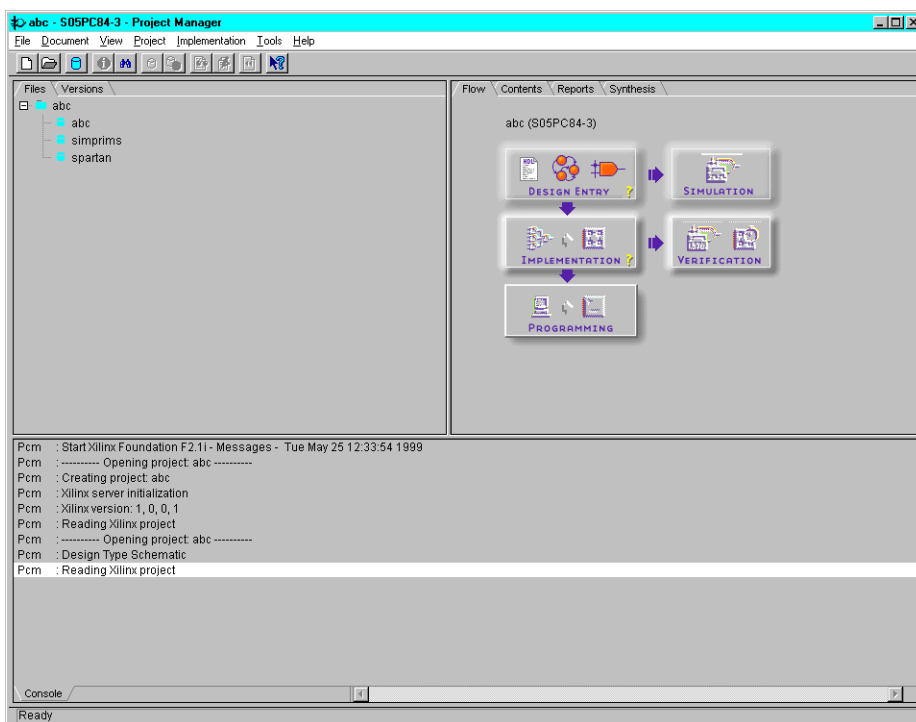 abc - S05PC84-3 - Project Manager
File Document View Project Implementation Tools Help
Files Versions
abc
abc
simprims
spartan
Flow Contents Reports Synthesis
abc (S05PC84-3)
HDL
DESIGN ENTRY ?
SIMULATION
IMPLEMENTATION ?
VERIFICATION
PROGRAMMING
Pcm : Start Xilinx Foundation F2.1i - Messages - Tue May 25 12:33:54 1999
Pcm : ---------- Opening project: abc ----------
Pcm : Creating project: abc
Pcm : Xilinx server initialization
Pcm : Xilinx version: 1, 0, 0, 1
Pcm : Reading Xilinx project
Pcm : ---------- Opening project: abc ----------
Pcm : Design Type Schematic
Pcm : Reading Xilinx project
Console
Ready